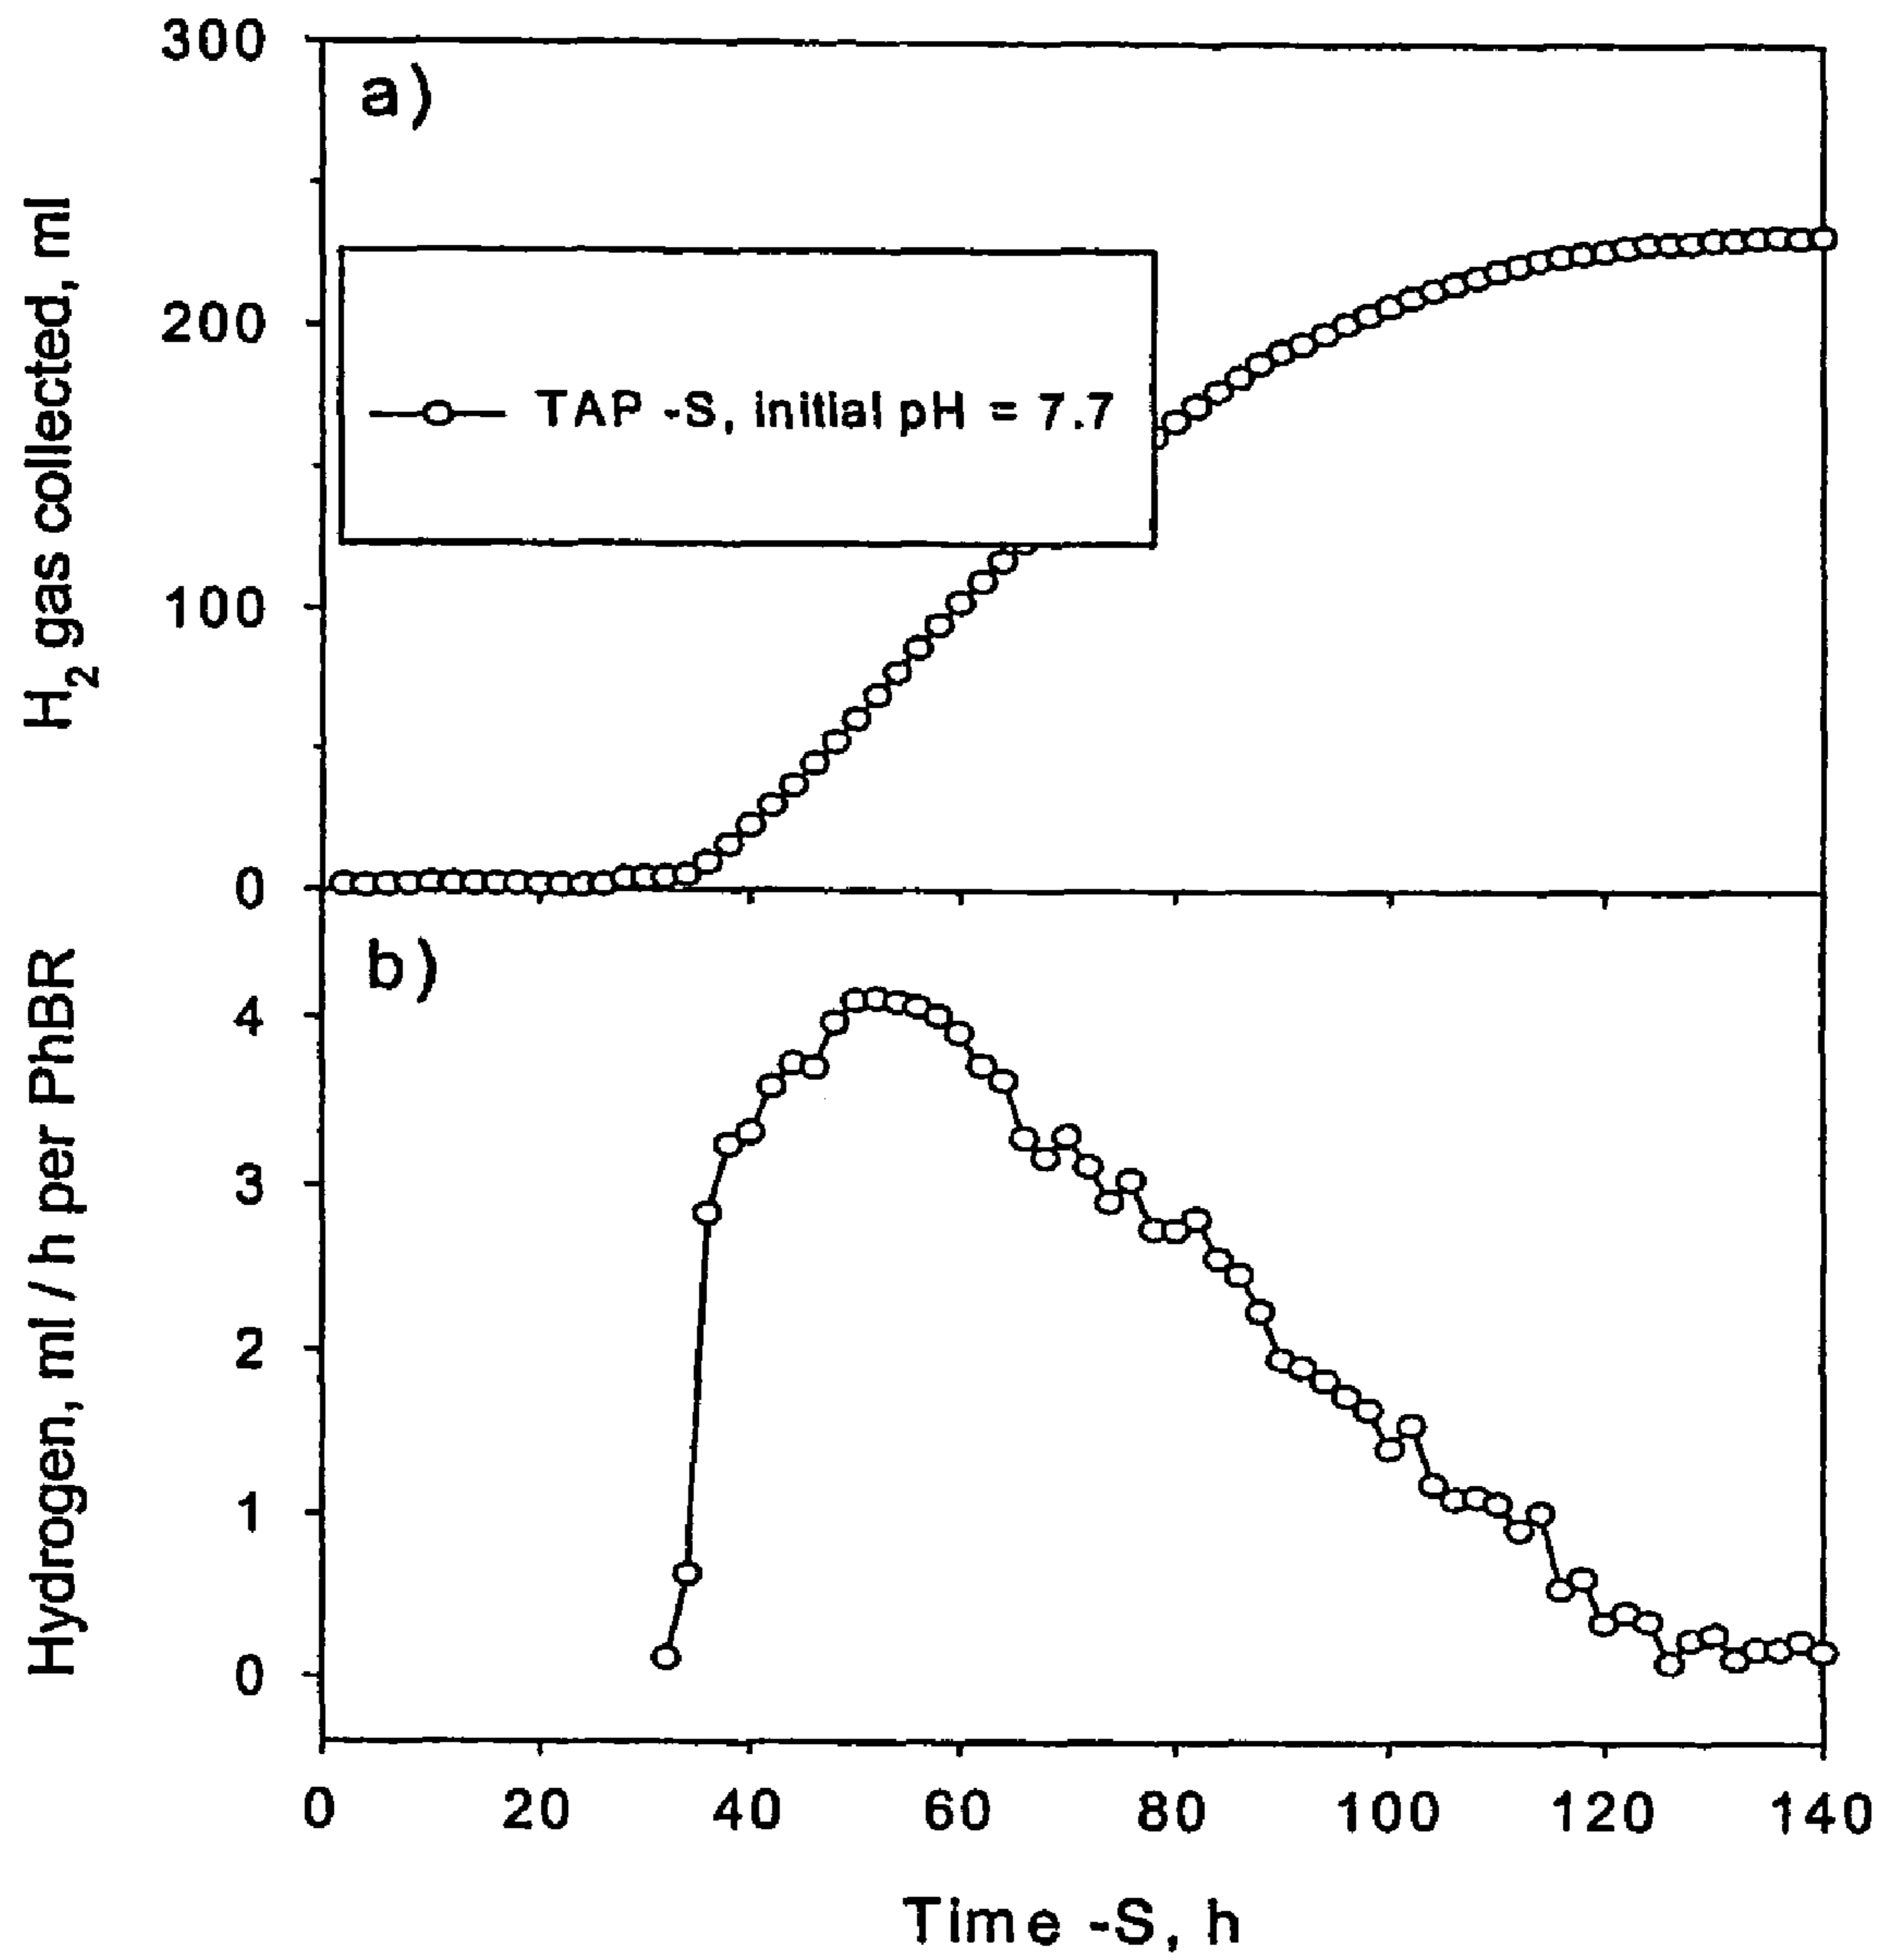 300
a)
200
100
0
H2 gas collected, ml
TAP -S, initial pH = 7.7
b)
4
3
2
1
0
Hydrogen, ml / h per PhBR
0 20 40 60 80 100 120 140
Time -S, h